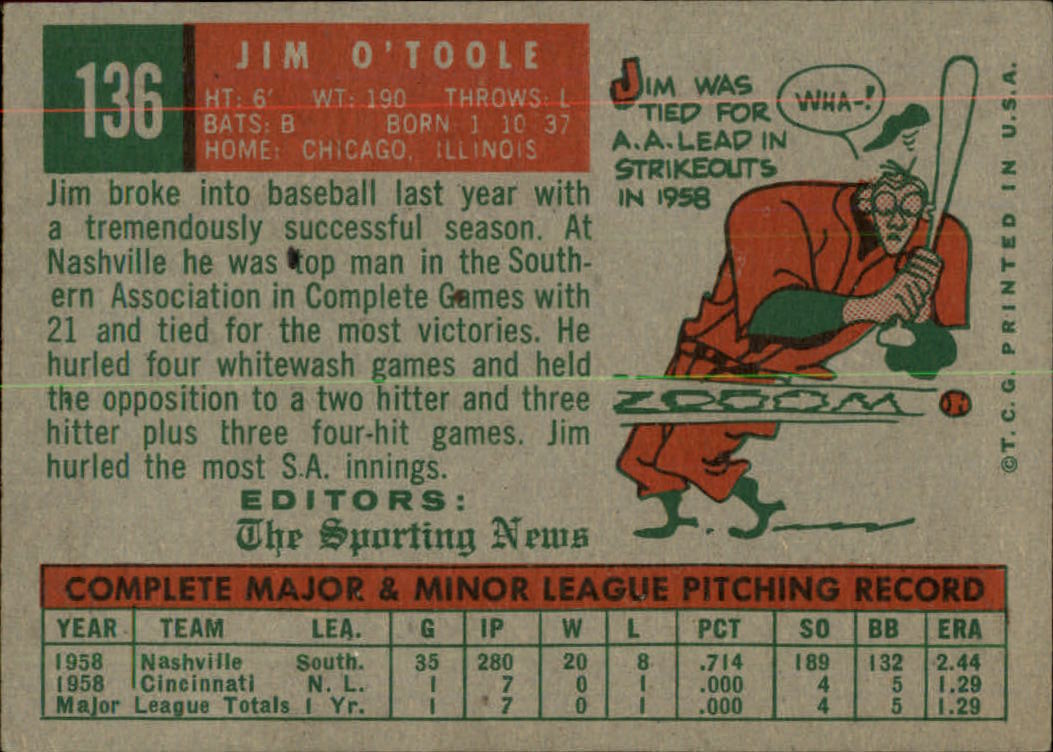 136
JIM O'TOOLE
HT: 6' WT: 190 THROWS: L
BATS: B BORN 1 10 37
HOME: CHICAGO, ILLINOIS
Jim broke into baseball last year with
a tremendously successful season. At
Nashville he was top man in the South-
ern Association in Complete Games with
21 and tied for the most victories. He
hurled four whitewash games and held
the opposition to a two hitter and three
hitter plus three four-hit games. Jim
hurled the most S.A. innings.
EDITORS:
The Sporting News
JIM WAS
TIED FOR
A.A. LEAD IN
STRIKEOUTS
IN 1958
WHA-!
ZOOOOM
©T.C.G. PRINTED IN U.S.A.
COMPLETE MAJOR & MINOR LEAGUE PITCHING RECORD
YEAR TEAM LEA. G IP W L PCT SO BB ERA
1958 Nashville South. 35 280 20 8 .714 189 132 2.44
1958 Cincinnati N. L. 1 7 0 1 .000 4 5 1.29
Major League Totals 1 Yr. 1 7 0 1 .000 4 5 1.29